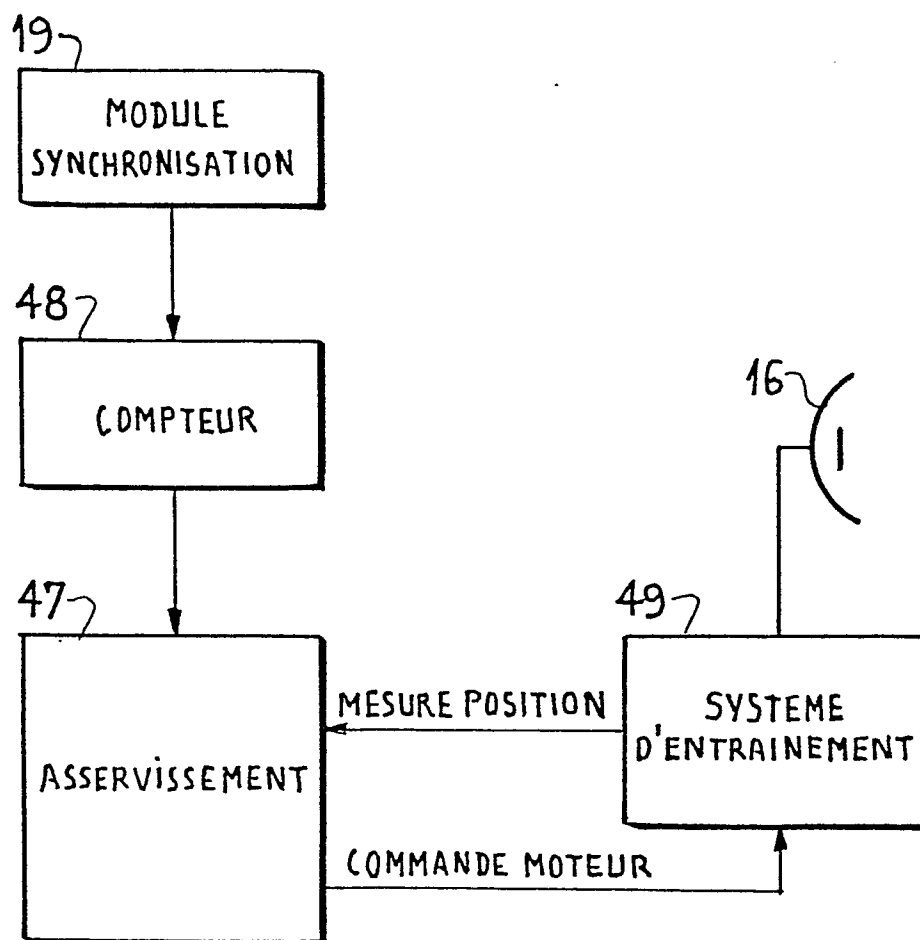 19
MODULE
SYNCHRONISATION
48
COMPTEUR
16
47
49
MESURE POSITION
SYSTEME
D'ENTRAINEMENT
ASSERVISSEMENT
COMMANDE MOTEUR